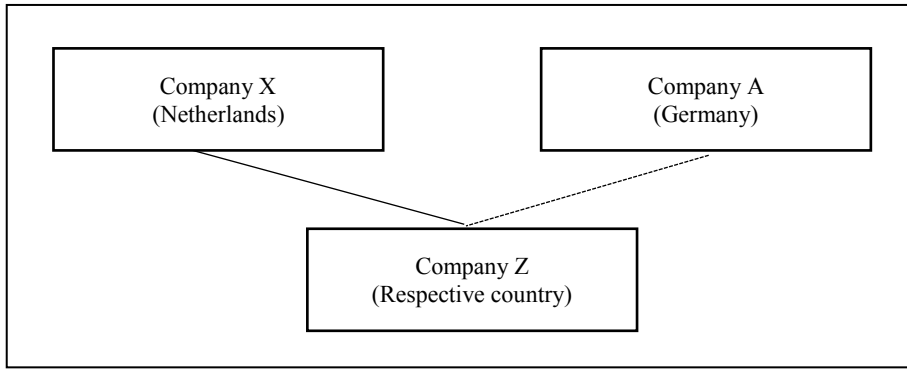 Company X
(Netherlands)
Company A
(Germany)
Company Z
(Respective country)